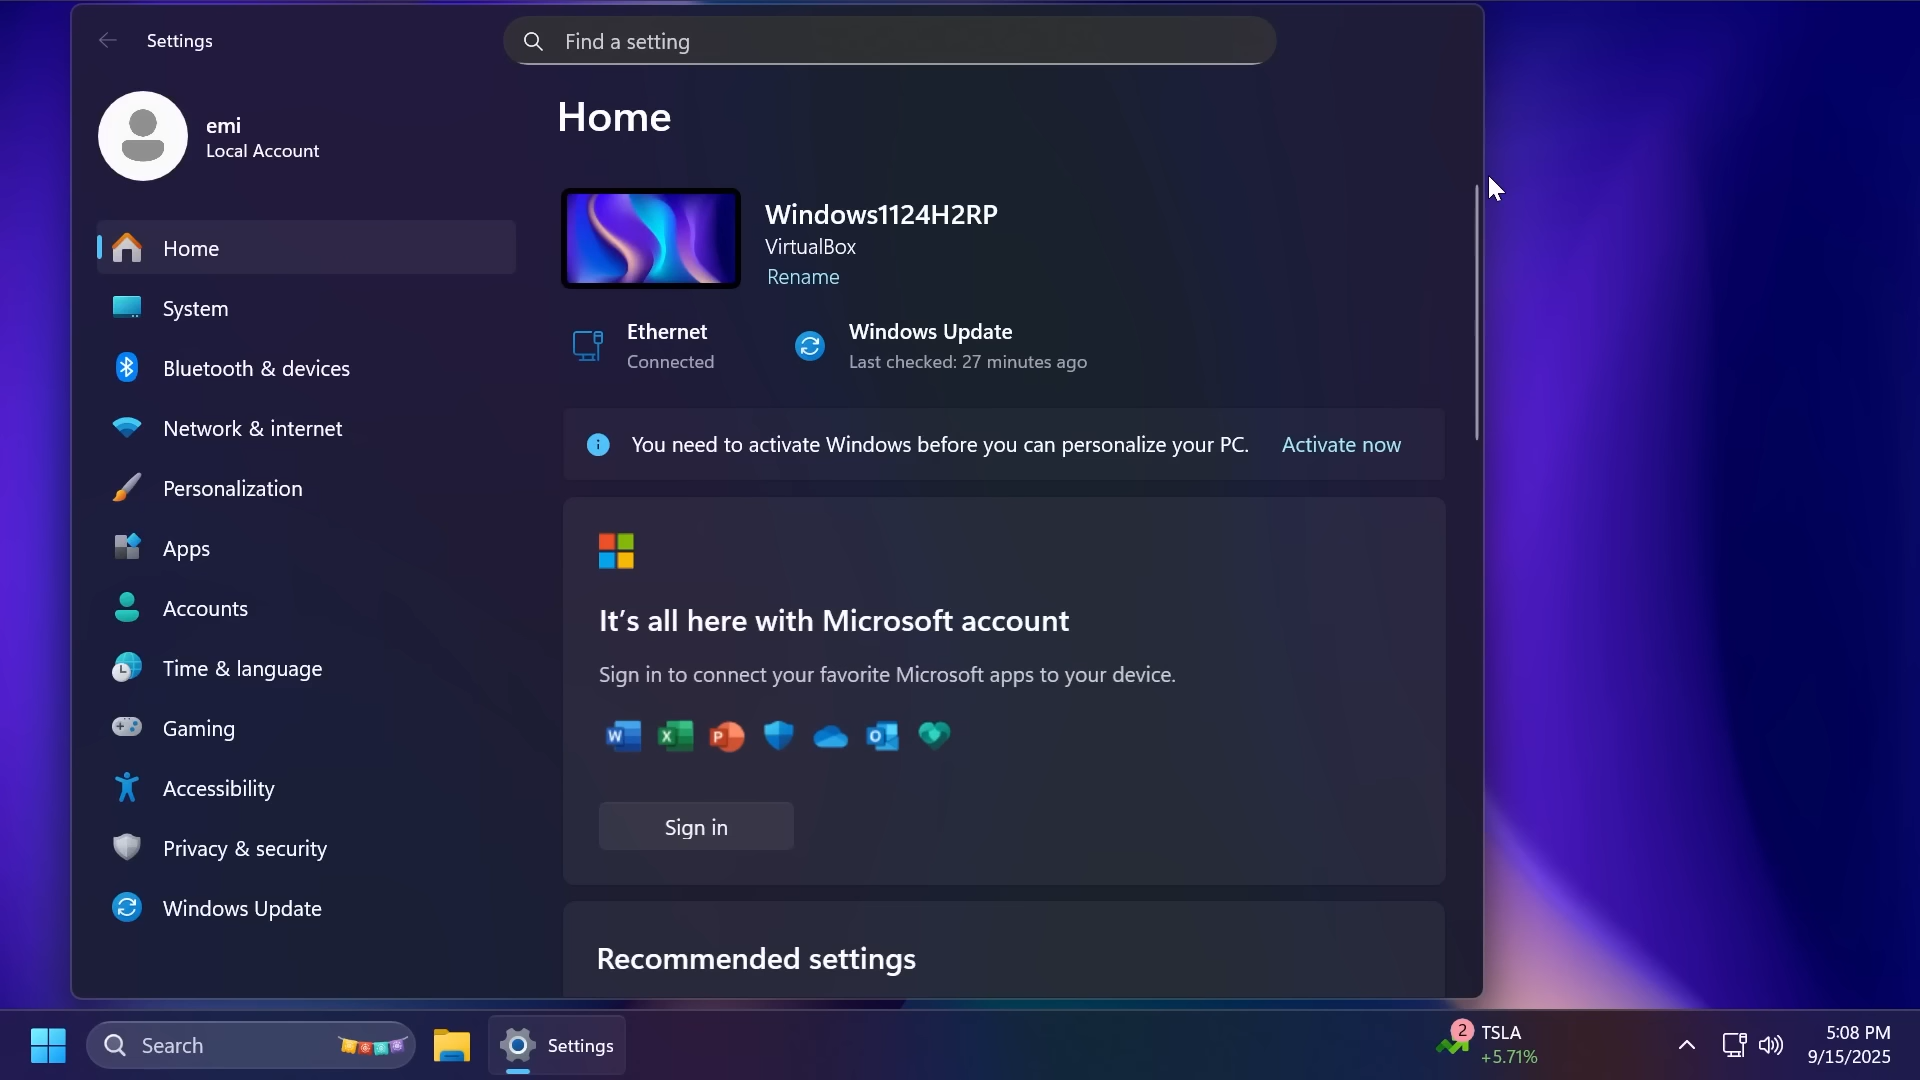 Settings
Find a setting
emi
Local Account
Home
System
Bluetooth & devices
Network & internet
Personalization
Apps
Accounts
Time & language
Gaming
Accessibility
Privacy & security
Windows Update
Home
Windows1124H2RP
VirtualBox
Rename
Ethernet
Connected
Windows Update
Last checked: 27 minutes ago
You need to activate Windows before you can personalize your PC. Activate now
It's all here with Microsoft account
Sign in to connect your favorite Microsoft apps to your device.
Sign in
Recommended settings
Search
Settings
2
TSLA
+5.71%
5:08 PM
9/15/2025